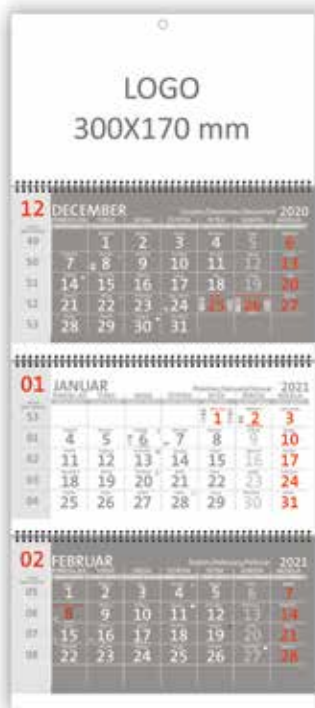 LOGO
300X170 mm
12 DECEMBER 2020
49 1 2 3 4 5 6
50 7 8 9 10 11 12 13
51 14 15 16 17 18 19 20
52 21 22 23 24 25 26 27
53 28 29 30 31
01 JANUAR 2021
53 1 2 3
01 4 5 6 7 8 9 10
02 11 12 13 14 15 16 17
03 18 19 20 21 22 23 24
04 25 26 27 28 29 30 31
02 FEBRUAR 2021
05 1 2 3 4 5 6 7
06 8 9 10 11 12 13 14
07 15 16 17 18 19 20 21
08 22 23 24 25 26 27 28